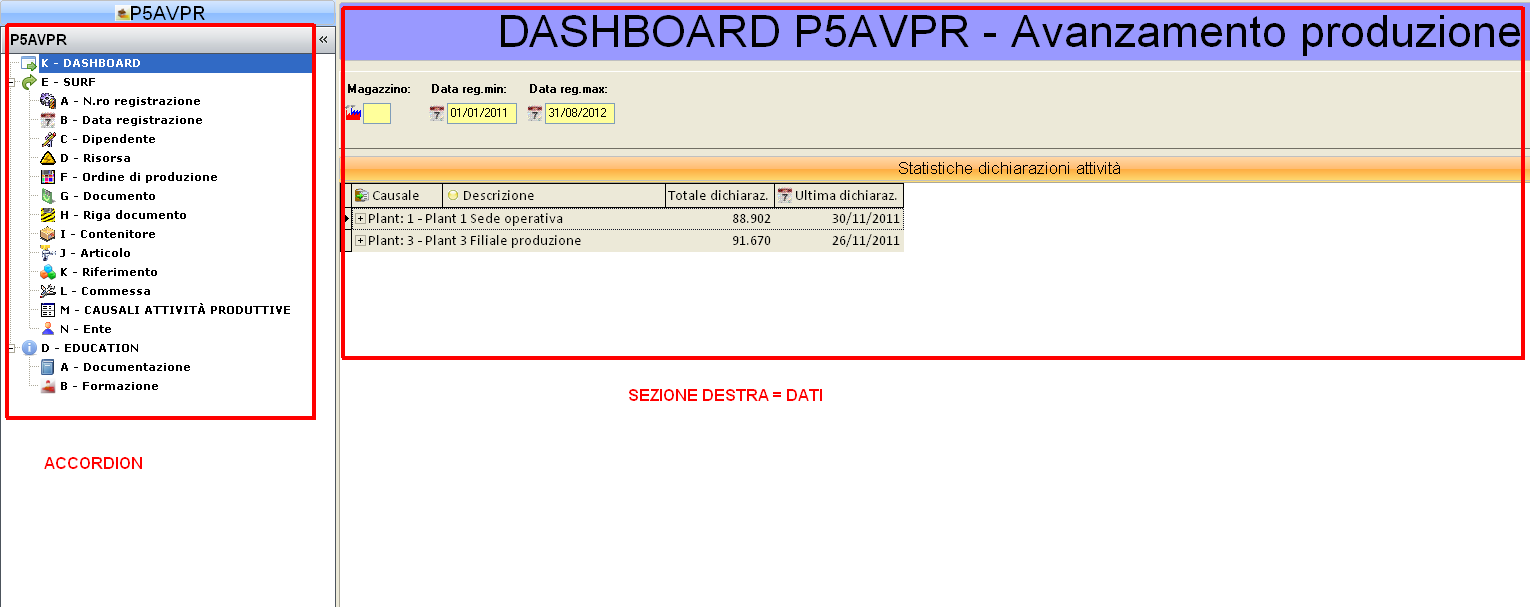 P5AVPR
P5AVPR «
K - DASHBOARD
E - SURF
A - N.ro registrazione
B - Data registrazione
C - Dipendente
D - Risorsa
F - Ordine di produzione
G - Documento
H - Riga documento
I - Contenitore
J - Articolo
K - Riferimento
L - Commessa
M - CAUSALI ATTIVITÀ PRODUTTIVE
N - Ente
D - EDUCATION
A - Documentazione
B - Formazione
ACCORDION
DASHBOARD P5AVPR - Avanzamento produzione
Magazzino: Data reg.min: Data reg.max:
01/01/2011 31/08/2012
Statistiche dichiarazioni attività
Causale Descrizione Totale dichiaraz. Ultima dichiaraz.
Plant: 1 - Plant 1 Sede operativa 88.902 30/11/2011
Plant: 3 - Plant 3 Filiale produzione 91.670 26/11/2011
SEZIONE DESTRA = DATI